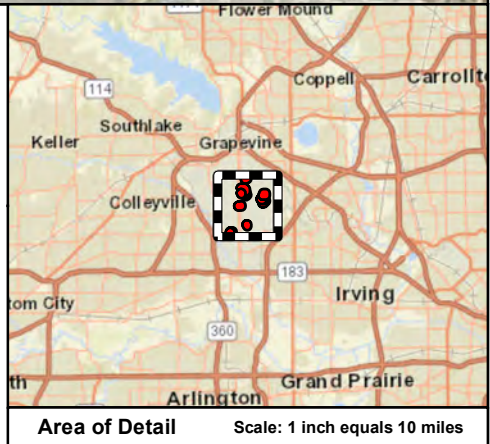 Flower Mound
Coppell
Carrollt
114
Southlake
Keller
Grapevine
Colleyville
183
Irving
tom City
360
th
Grand Prairie
Arlington
Area of Detail Scale: 1 inch equals 10 miles